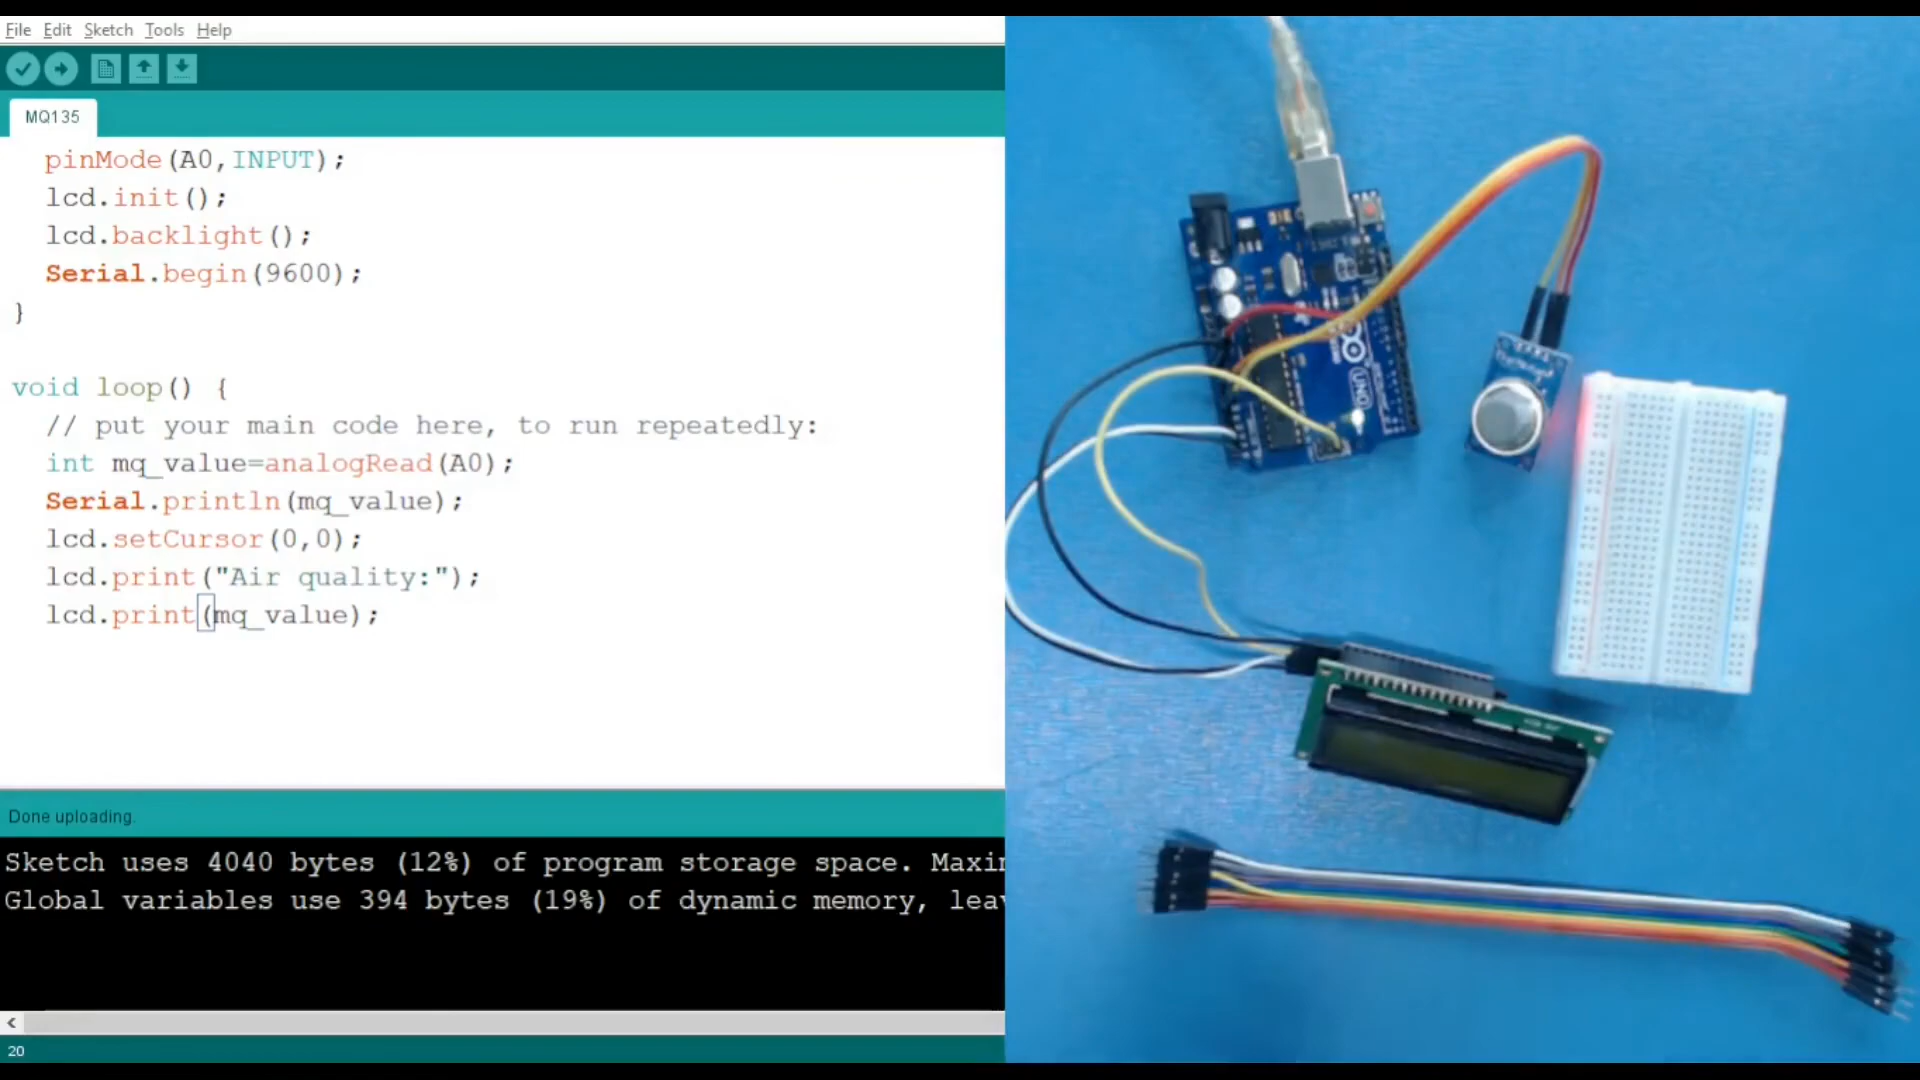 File Edit Sketch Tools Help
MQ135
pinMode(A0,INPUT);
lcd.init();
lcd.backlight();
Serial.begin(9600);
}
void loop() {
// put your main code here, to run repeatedly:
int mq_value=analogRead(A0);
Serial.println(mq_value);
lcd.setCursor(0,0);
lcd.print("Air quality:");
lcd.print(mq_value);
Done uploading.
Sketch uses 4040 bytes (12%) of program storage space. Maxim
Global variables use 394 bytes (19%) of dynamic memory, leav
20
UNO